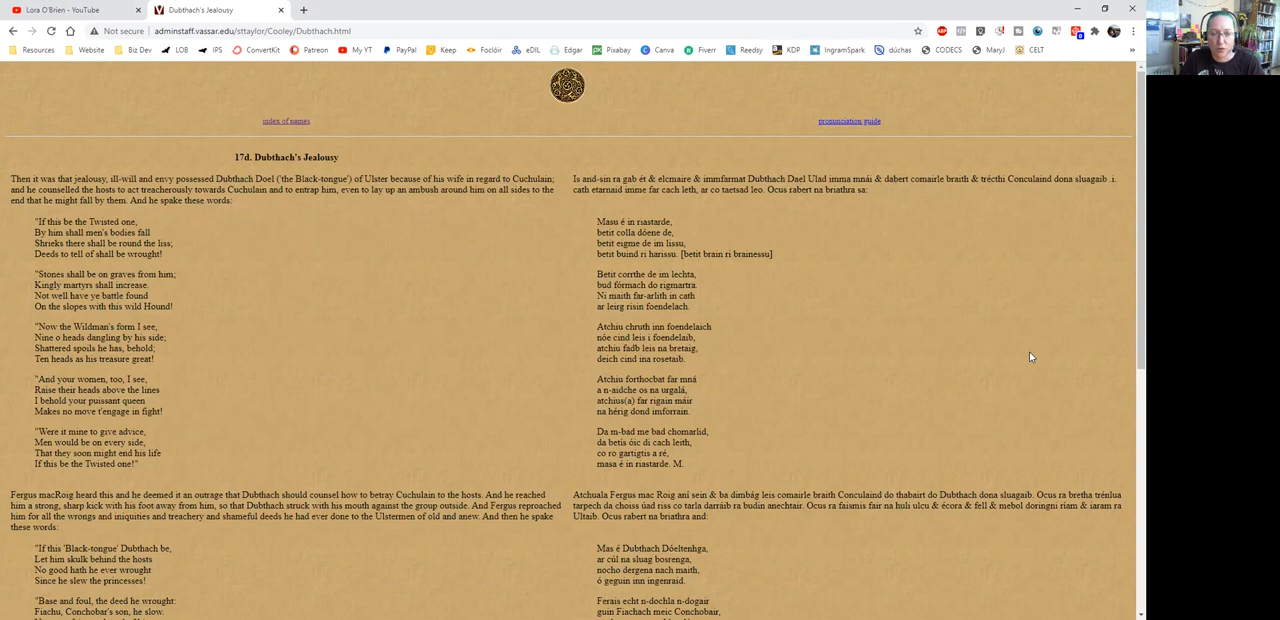 Lora O'Brien - YouTube
Dubthach's Jealousy
Not secure
adminstaff.vassar.edu/sttaylor/Cooley/Dubthach.html
Resources
Website
Biz Dev
LOB
IPS
ConvertKit
Patreon
My YT
PayPal
Keep
Foclóir
eDIL
Edgar
Pixabay
Canva
Fiverr
Reedsy
KDP
IngramSpark
dúchas
CODECS
MaryJ
CELT
index of names
pronunciation guide
17d. Dubthach's Jealousy
Then it was that jealousy, ill-will and envy possessed Dubthach Doel ('the Black-tongue') of Ulster because of his wife in regard to Cuchulain;
and he counselled the hosts to act treacherously towards Cuchulain and to entrap him, even to lay up an ambush around him on all sides to the
end that he might fall by them. And he spake these words:
"If this be the Twisted one,
By him shall men's bodies fall
Shrieks there shall be round the liss;
Deeds to tell of shall be wrought!
"Stones shall be on graves from him;
Kingly martyrs shall increase.
Not well have ye battle found
On the slopes with this wild Hound!
"Now the Wildman's form I see,
Nine o heads dangling by his side;
Shattered spoils he has, behold;
Ten heads as his treasure great!
"And your women, too, I see,
Raise their heads above the lines
I behold your puissant queen
Makes no move t'engage in fight!
"Were it mine to give advice,
Men would be on every side,
That they soon might end his life
If this be the Twisted one!"
Is and-sin ra gab ét & elcmaire & immfarmat Dubthach Dael Ulad imma mnái & dabert comairle braith & trécthi Conculaind dona sluagaib .i.
cath etarnaid imme far cach leth, ar co taetsad leo. Ocus rabert na briathra sa:
Masu é in riastarde,
betit colla dóene de,
betit eigme de im lissu,
betit buind ri harissu. [betit brain ri brainessu]
Betit corrthe de im lechta,
bud fórmach do rigmartra.
Ni maith far-arlith in cath
ar leirg risin foendelach.
Atchiu chruth inn foendelaich
nóe cind leis i foendelaib,
atchiu fadb leis na bretaig,
deich cind ina rosetaib.
Atchiu forthocbat far mná
a n-aidche os na urgalá,
atchius(a) far rigain máir
na hérig dond imforrain.
Da m-bad me bad chomarlid,
da betis óic di cach leith,
co ro gartigtis a ré,
masa é in riastarde. M.
Fergus macRoig heard this and he deemed it an outrage that Dubthach should counsel how to betray Cuchulain to the hosts. And he reached
him a strong, sharp kick with his foot away from him, so that Dubthach struck with his mouth against the group outside. And Fergus reproached
him for all the wrongs and iniquities and treachery and shameful deeds he had ever done to the Ulstermen of old and anew. And then he spake
these words:
"If this 'Black-tongue' Dubthach be,
Let him skulk behind the hosts
No good hath he ever wrought
Since he slew the princesses!
"Base and foul, the deed he wrought:
Fiachu, Conchobar's son, he slow.
Atchuala Fergus mac Roig aní sein & ba dimbág leis comairle braith Conculaind do thabairt do Dubthach dona sluagaib. Ocus ra bretha trénlua
tarpech da choiss úad riss co tarla darráib ra budin anechtair. Ocus ra faismis fair na huli ulcu & écora & fell & mebol doringni ríam & iaram ra
Ultaib. Ocus rabert na briathra and:
Mas é Dubthach Dóeltenhga,
ar cúl na sluag bosrenga,
nocho dergena nach maith,
ó geguin inn ingenraid.
Ferais echt n-dochla n-dogair
guin Fiachach meic Conchobair,